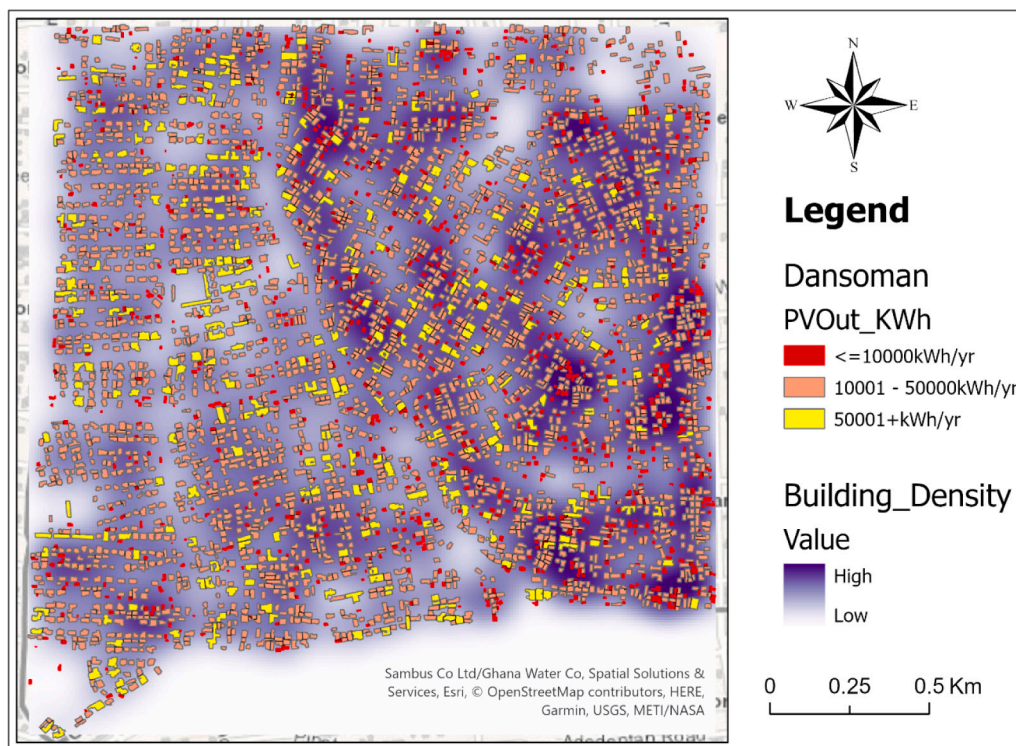 N
W E
S
Legend
Dansoman
PVOut_KWh
<=10000kWh/yr
10001 - 50000kWh/yr
50001+kWh/yr
Building_Density
Value
High
Low
Sambus Co Ltd/Ghana Water Co, Spatial Solutions &
Services, Esri, © OpenStreetMap contributors, HERE,
Garmin, USGS, METI/NASA
0 0.25 0.5 Km